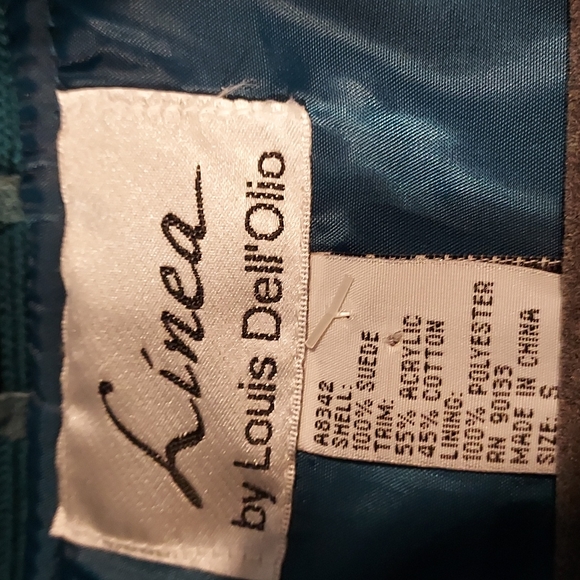 Linea
by Louis Dell'Olio
A8342
SHELL:
100% SUEDE
TRIM:
55% ACRYLIC
45% COTTON
LINING:
100% POLYESTER
RN 90133
MADE IN CHINA
SIZE: S